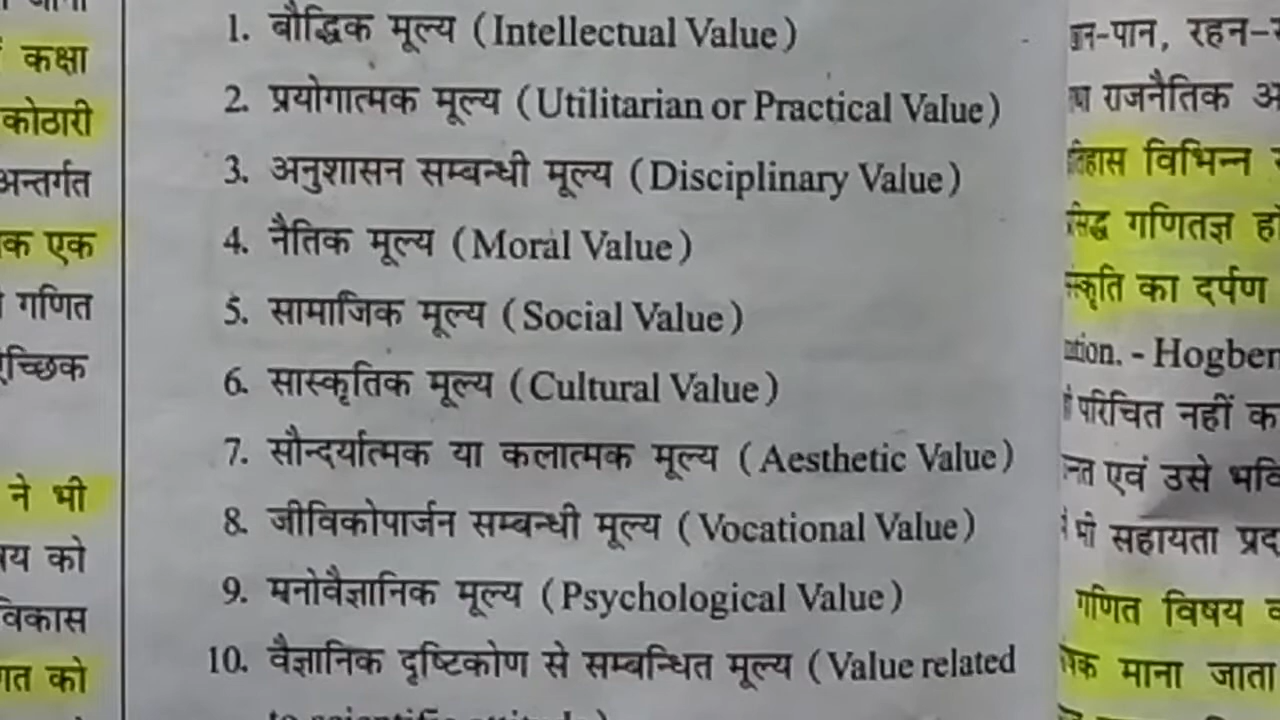 कक्षा
कोठारी
अन्तर्गत
क एक
गणित
ने भी
को
विकास
को
1. बौद्धिक मूल्य (Intellectual Value)
2. प्रयोगात्मक मूल्य (Utilitarian or Practical Value)
3. अनुशासन सम्बन्धी मूल्य (Disciplinary Value)
4. नैतिक मूल्य (Moral Value)
5. सामाजिक मूल्य (Social Value)
6. सास्कृतिक मूल्य (Cultural Value)
7. सौन्दर्यात्मक या कलात्मक मूल्य (Aesthetic Value)
8. जीविकोपार्जन सम्बन्धी मूल्य (Vocational Value)
9. मनोवैज्ञानिक मूल्य (Psychological Value)
10. वैज्ञानिक दृष्टिकोण से सम्बन्धित मूल्य (Value related
पान, रहन-
राजनैतिक
विभिन्न
गणितज्ञ
का दर्पण
- Hogben
परिचित नहीं
एवं उसे
भी सहायता
गणित विषय
माना जाता